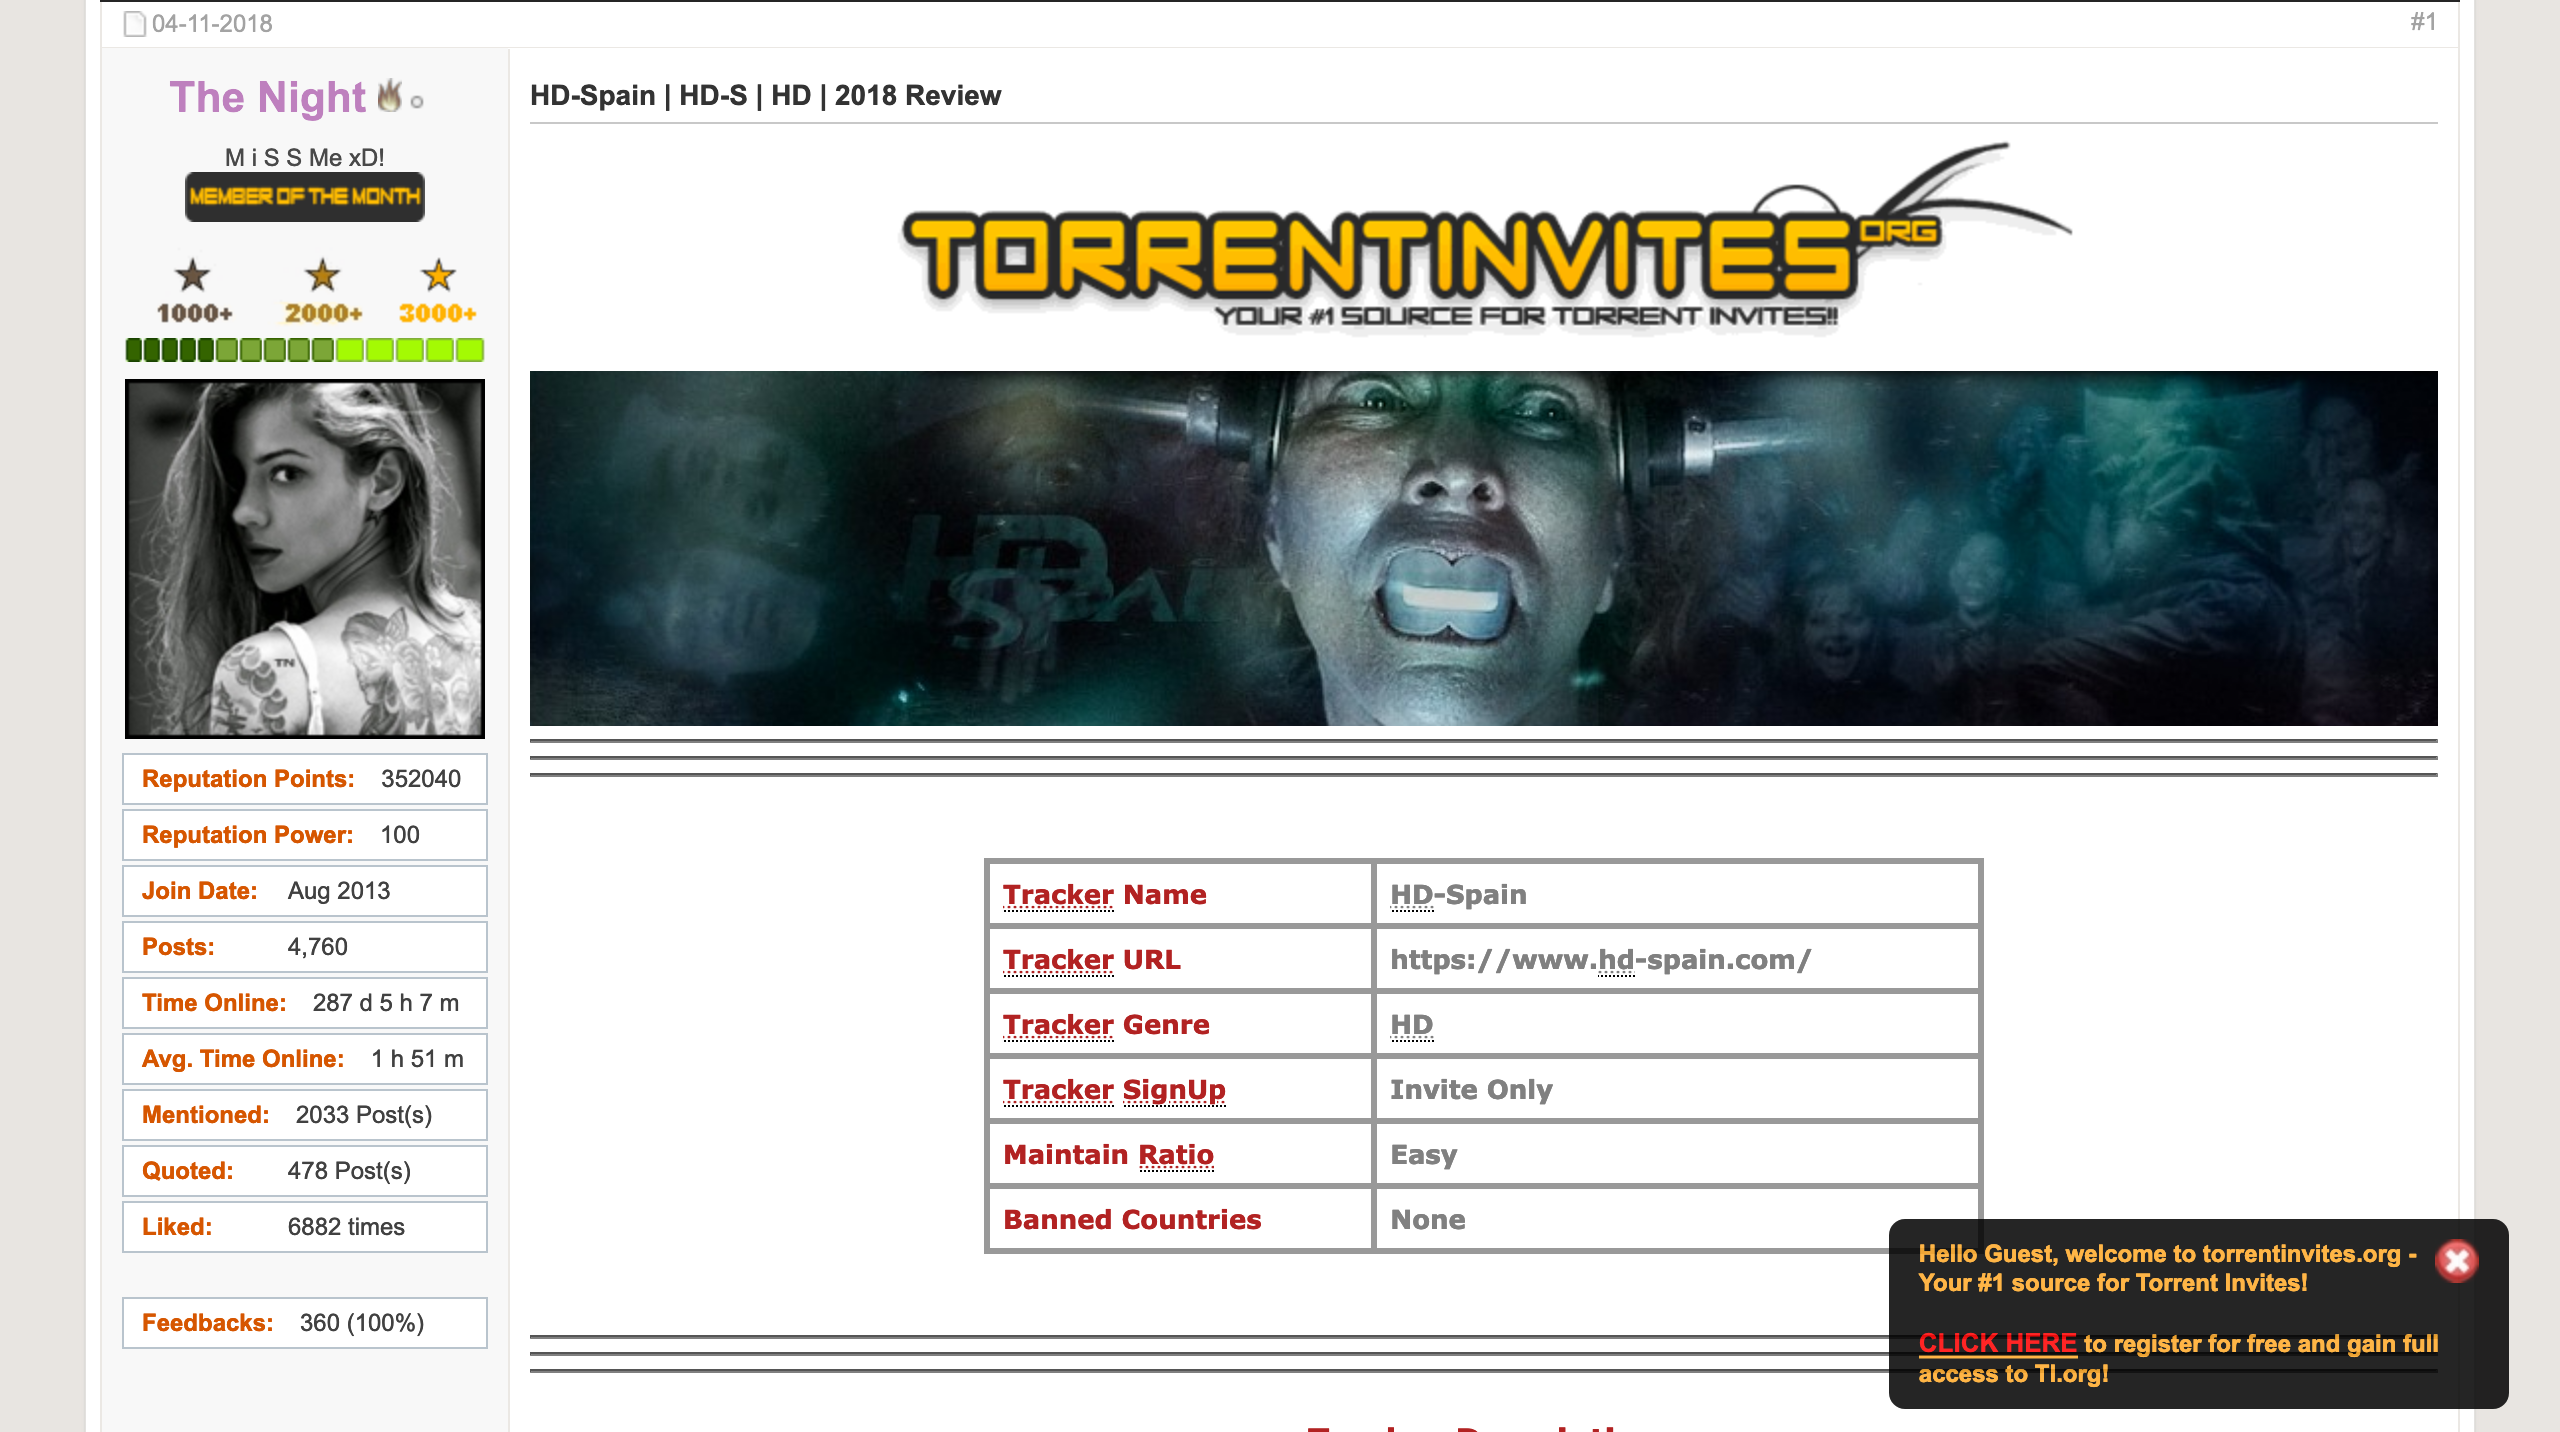 04-11-2018
#1
The Night
M i S S Me xD!
MEMBER OF THE MONTH
1000+ 2000+ 3000+
TN
Reputation Points: 352040
Reputation Power: 100
Join Date: Aug 2013
Posts: 4,760
Time Online: 287 d 5 h 7 m
Avg. Time Online: 1 h 51 m
Mentioned: 2033 Post(s)
Quoted: 478 Post(s)
Liked: 6882 times
Feedbacks: 360 (100%)
HD-Spain | HD-S | HD | 2018 Review
TORRENTINVITES.ORG
YOUR #1 SOURCE FOR TORRENT INVITES!!
HD
SPAIN
Tracker Name HD-Spain
Tracker URL https://www.hd-spain.com/
Tracker Genre HD
Tracker SignUp Invite Only
Maintain Ratio Easy
Banned Countries None
Hello Guest, welcome to torrentinvites.org -
Your #1 source for Torrent Invites!
CLICK HERE to register for free and gain full
access to TI.org!